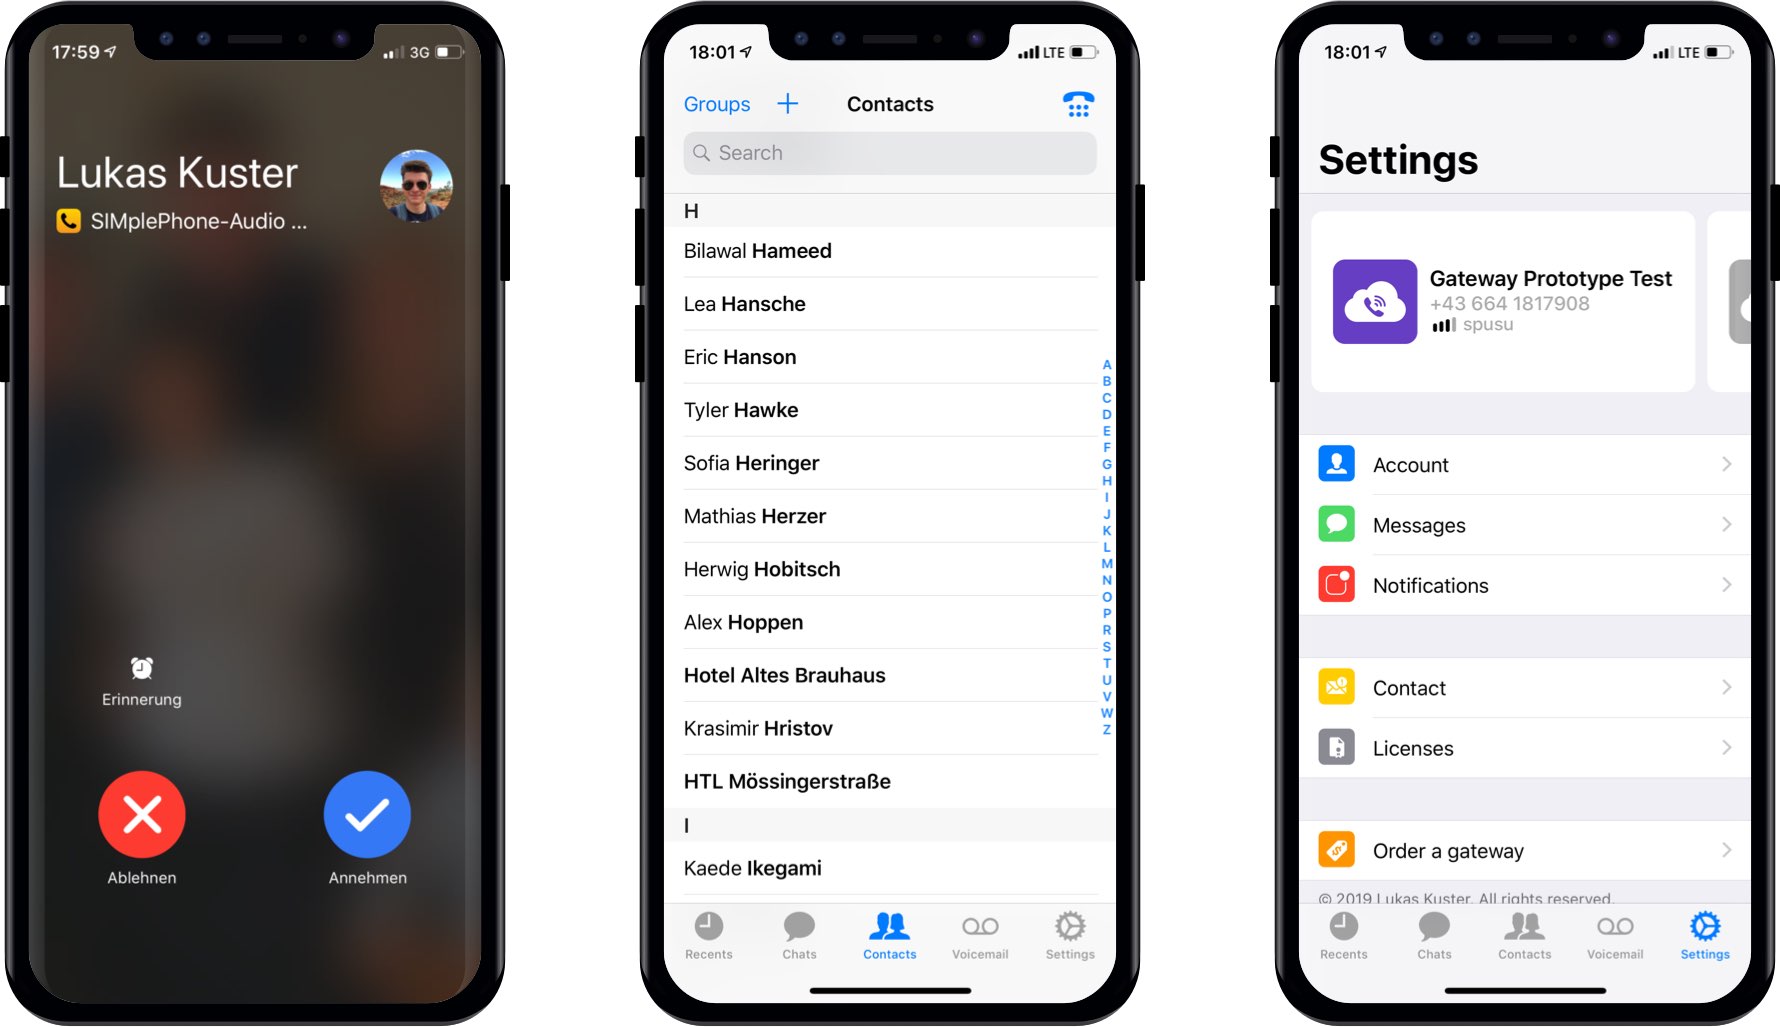 17:59
3G
Lukas Kuster
SIMplePhone-Audio ...
Erinnerung
Ablehnen
Annehmen
18:01
LTE
Groups
Contacts
Search
H
Bilawal Hameed
Lea Hansche
Eric Hanson
Tyler Hawke
Sofia Heringer
Mathias Herzer
Herwig Hobitsch
Alex Hoppen
Hotel Altes Brauhaus
Krasimir Hristov
HTL Mössingerstraße
I
Kaede Ikegami
A
B
C
D
E
F
G
H
I
J
K
L
M
N
O
P
R
S
T
U
V
W
Z
Recents
Chats
Contacts
Voicemail
Settings
18:01
LTE
Settings
Gateway Prototype Test
+43 664 1817908
spusu
Account
Messages
Notifications
Contact
Licenses
Order a gateway
© 2019 Lukas Kuster. All rights reserved.
Recents
Chats
Contacts
Voicemail
Settings